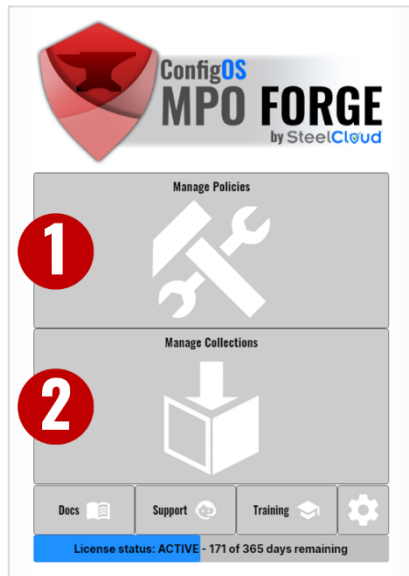 ConfigOS
MPO FORGE
by SteelCloud
Manage Policies
1
Manage Collections
2
Docs
Support
Training
License status: ACTIVE - 171 of 365 days remaining